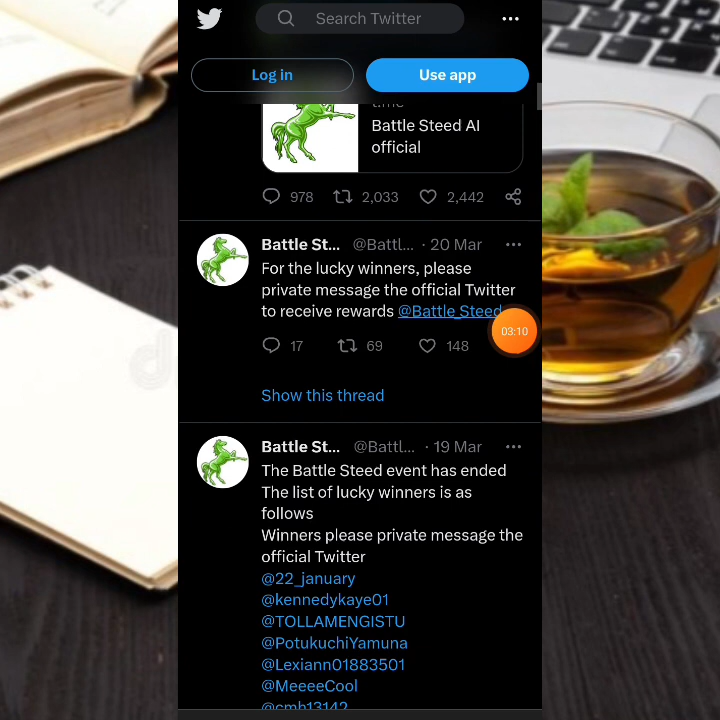 Search Twitter
Log in
Use app
t.me
Battle Steed AI
official
978
2,033
2,442
Battle St... @Battl... · 20 Mar
For the lucky winners, please
private message the official Twitter
to receive rewards @Battle_Steed
03:10
17
69
148
Show this thread
Battle St... @Battl... · 19 Mar
The Battle Steed event has ended
The list of lucky winners is as
follows
Winners please private message the
official Twitter
@22_january
@kennedykaye01
@TOLLAMENGISTU
@PotukuchiYamuna
@Lexiann01883501
@MeeeeCool
@cmh13142